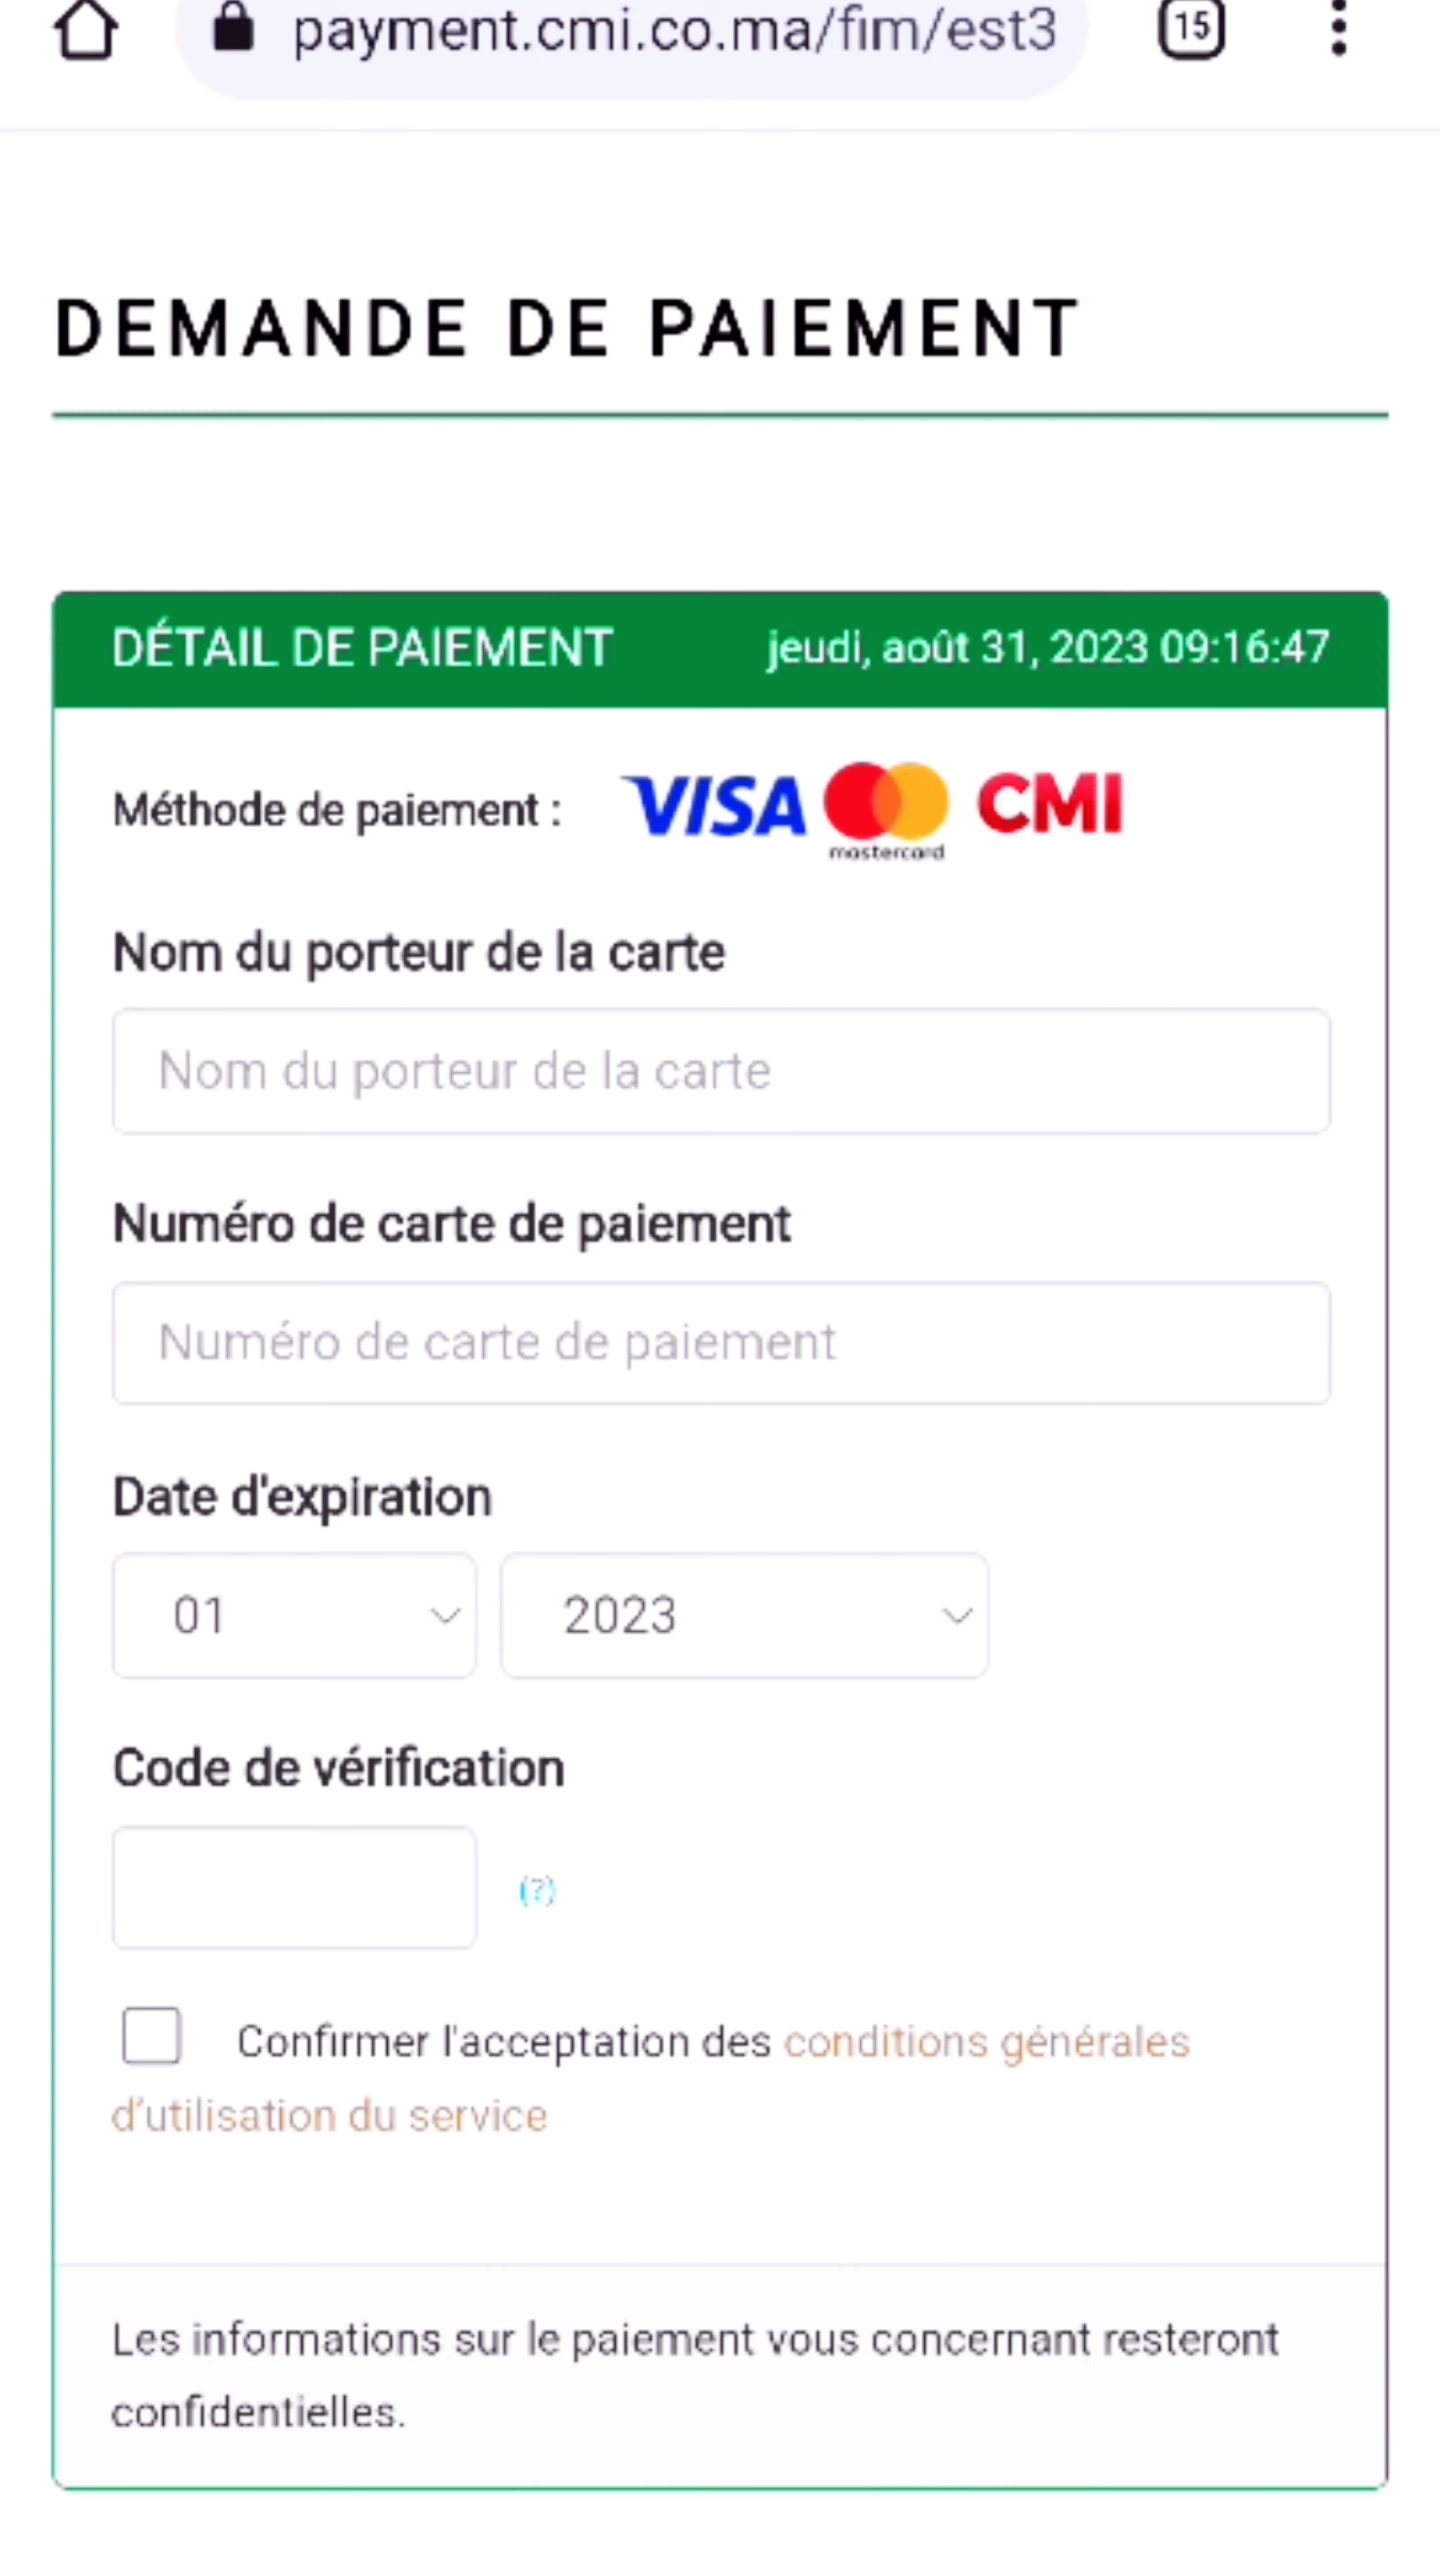 payment.cmi.co.ma/fim/est3
15
DEMANDE DE PAIEMENT
DÉTAIL DE PAIEMENT jeudi, août 31, 2023 09:16:47
Méthode de paiement : VISA mastercard CMI
Nom du porteur de la carte
Nom du porteur de la carte
Numéro de carte de paiement
Numéro de carte de paiement
Date d'expiration
01 2023
Code de vérification
(?)
Confirmer l'acceptation des conditions générales
d’utilisation du service
Les informations sur le paiement vous concernant resteront
confidentielles.